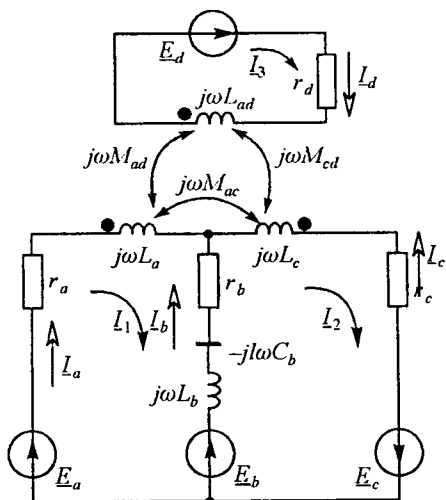 E_d
I_3
r_d
I_d
jωL_ad
jωM_ad
jωM_cd
jωM_ac
jωL_a
jωL_c
r_a
r_b
I_c
r_c
I_1
I_b
I_2
-jlωC_b
I_a
jωL_b
E_a
E_b
E_c